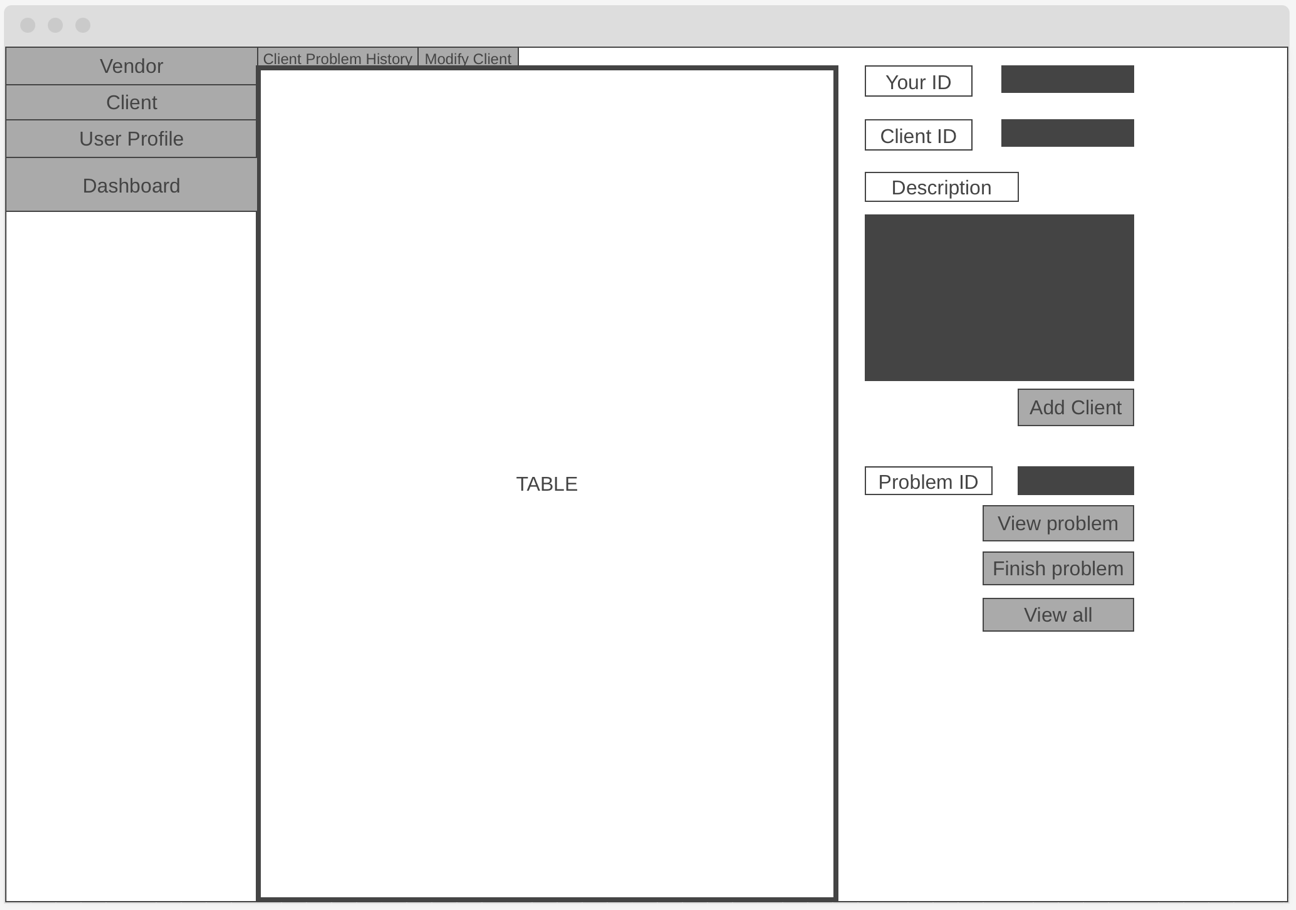 Vendor
Client
User Profile
Dashboard
Client Problem History
Modify Client
TABLE
Your ID
Client ID
Description
Add Client
Problem ID
View problem
Finish problem
View all